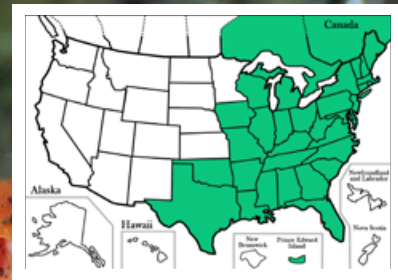 Canada
Newfoundland
and Labrador
Alaska
Hawaii
New
Brunswick
Prince Edward
Island
Nova Scotia